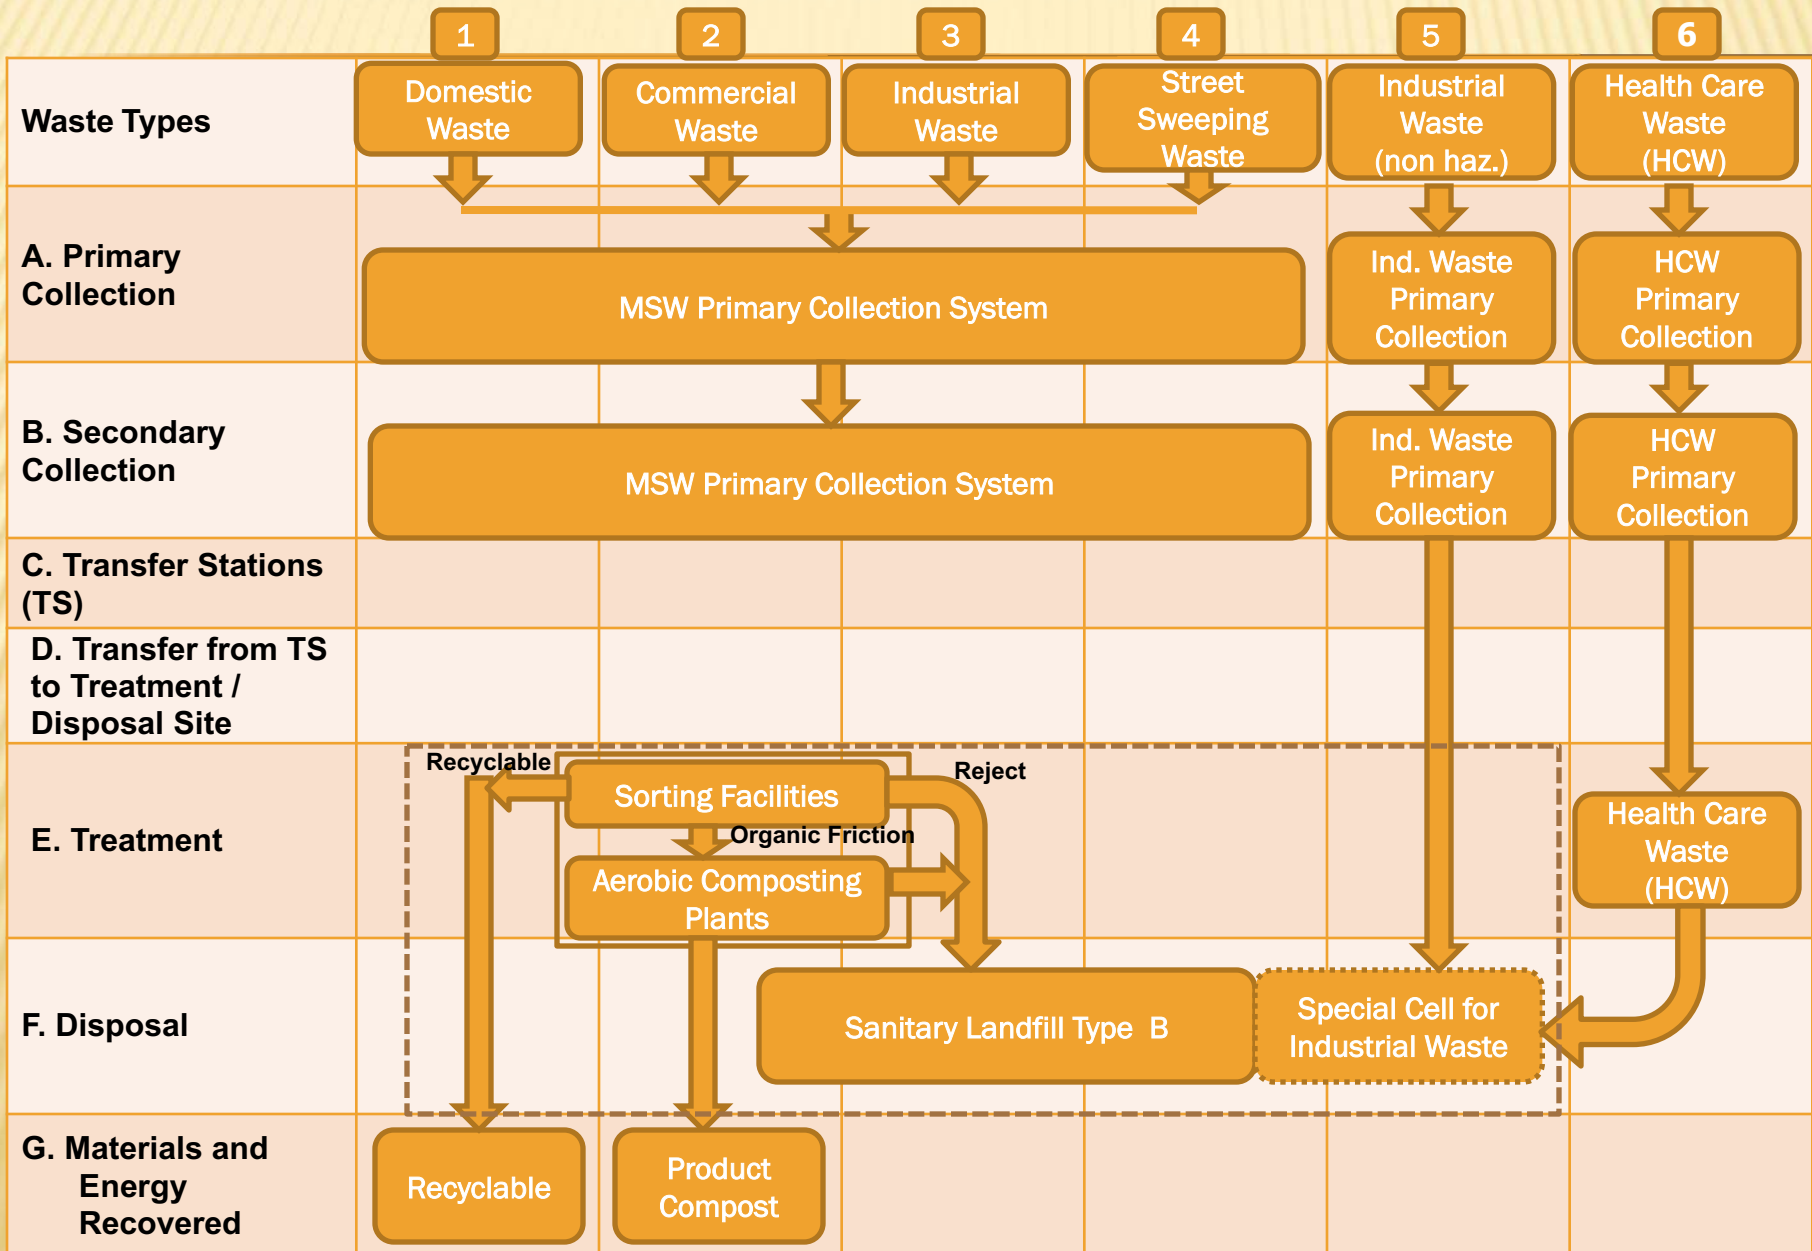 1
2
3
4
5
6
Waste Types
Domestic
Waste
Commercial
Waste
Industrial
Waste
Street
Sweeping
Waste
Industrial
Waste
(non haz.)
Health Care
Waste
(HCW)
A. Primary
Collection
MSW Primary Collection System
Ind. Waste
Primary
Collection
HCW
Primary
Collection
B. Secondary
Collection
MSW Primary Collection System
Ind. Waste
Primary
Collection
HCW
Primary
Collection
C. Transfer Stations
(TS)
D. Transfer from TS
to Treatment /
Disposal Site
E. Treatment
Recyclable
Sorting Facilities
Reject
Organic Friction
Aerobic Composting
Plants
Health Care
Waste
(HCW)
F. Disposal
Sanitary Landfill Type B
Special Cell for
Industrial Waste
G. Materials and
Energy
Recovered
Recyclable
Product
Compost